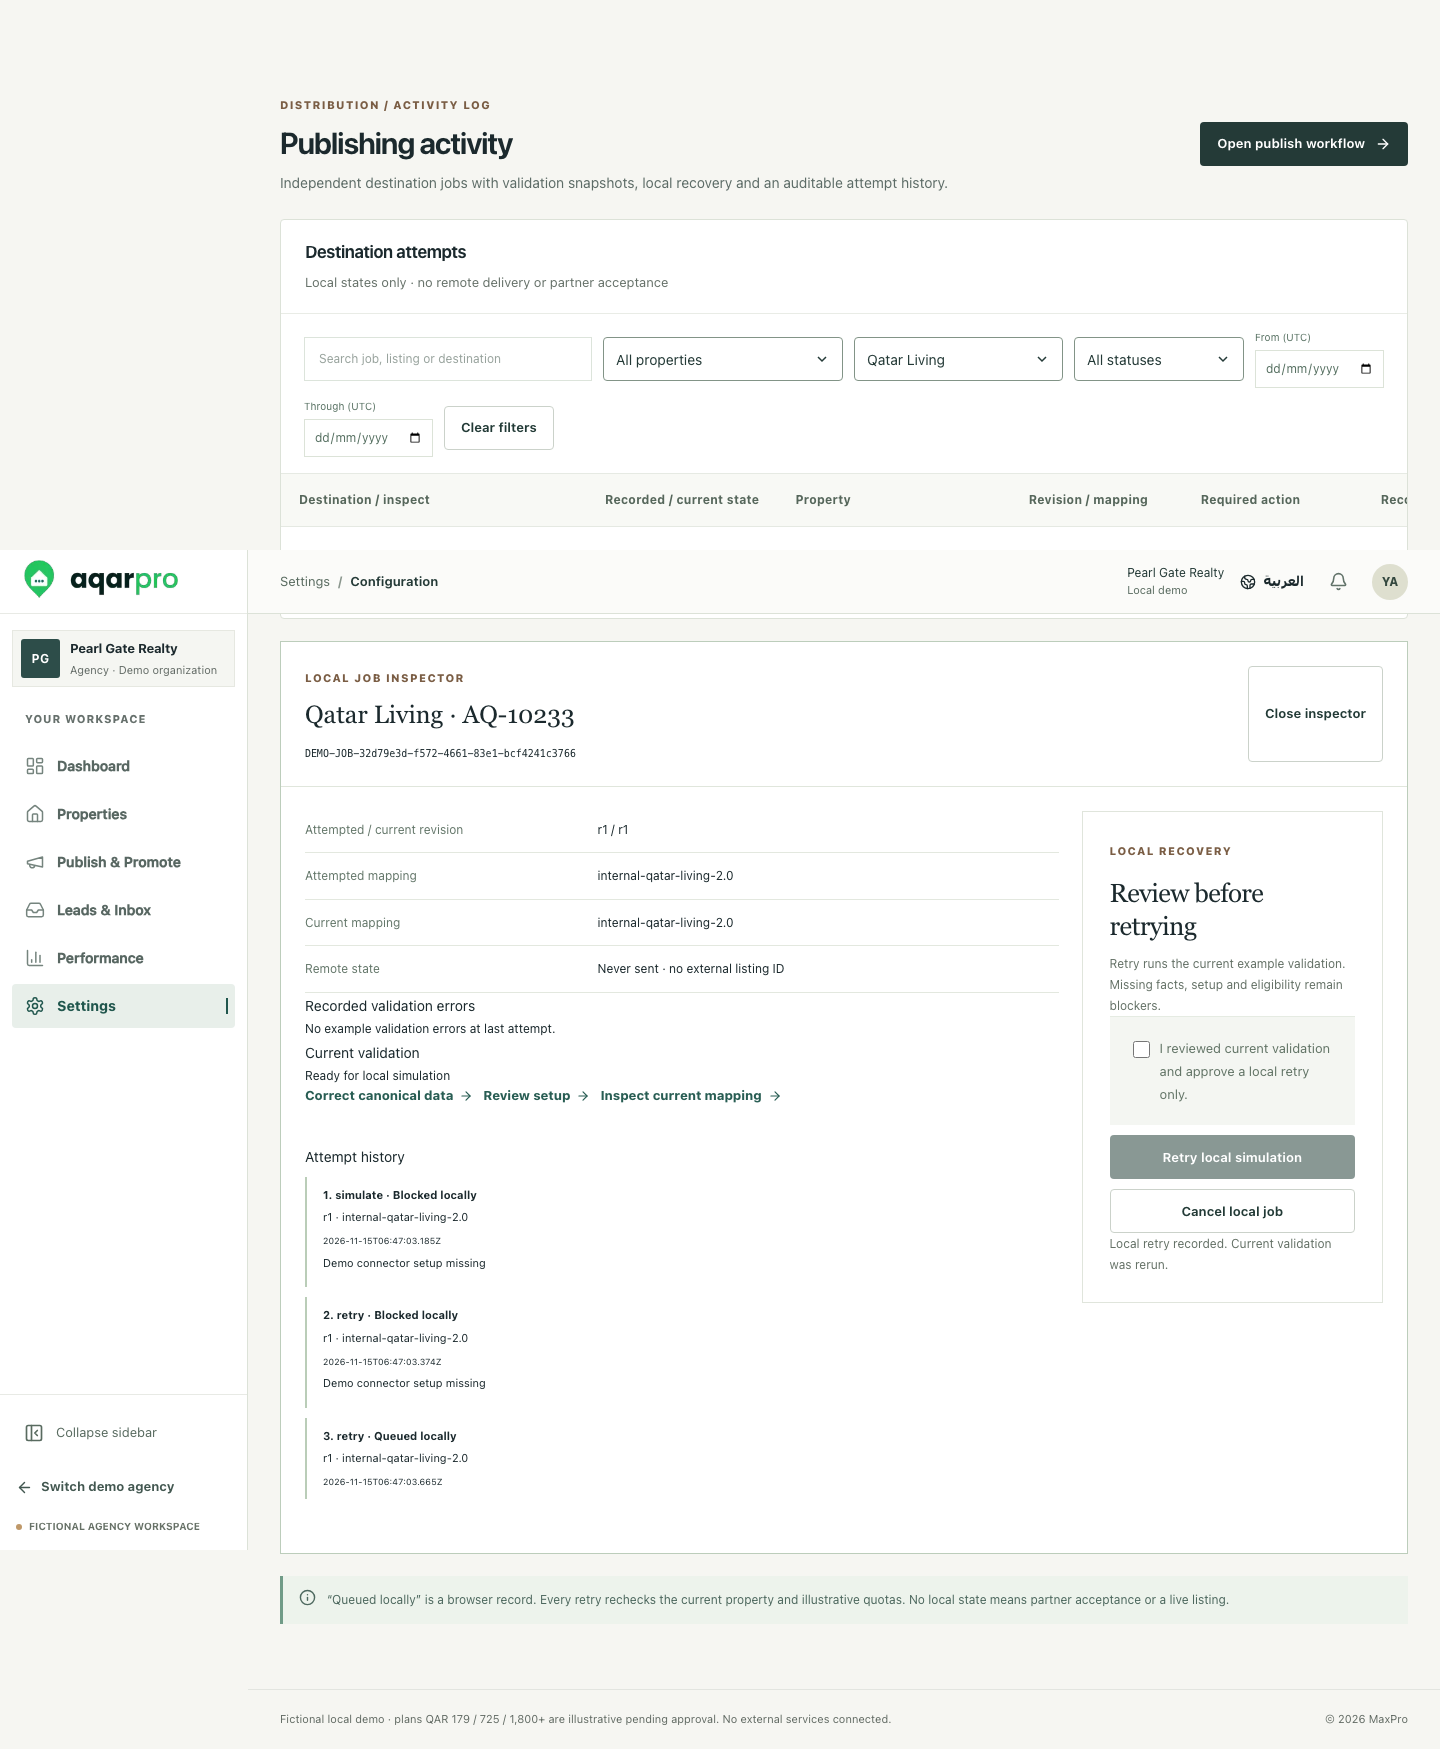 DISTRIBUTION / ACTIVITY LOG
Publishing activity
Open publish workflow
Independent destination jobs with validation snapshots, local recovery and an auditable attempt history.
Destination attempts
Local states only · no remote delivery or partner acceptance
Search job, listing or destination
All properties
Qatar Living
All statuses
From (UTC)
dd/mm/yyyy
Through (UTC)
dd/mm/yyyy
Clear filters
Destination / inspect
Recorded / current state
Property
Revision / mapping
Required action
aqarpro
Settings / Configuration
Pearl Gate Realty
Local demo
العربية
YA
PG
Pearl Gate Realty
Agency · Demo organization
YOUR WORKSPACE
Dashboard
Properties
Publish & Promote
Leads & Inbox
Performance
Settings
Collapse sidebar
Switch demo agency
FICTIONAL AGENCY WORKSPACE
LOCAL JOB INSPECTOR
Qatar Living · AQ-10233
DEMO-JOB-32d79e3d-f572-4661-83e1-bcf4241c3766
Close inspector
Attempted / current revision
r1 / r1
Attempted mapping
internal-qatar-living-2.0
Current mapping
internal-qatar-living-2.0
Remote state
Never sent · no external listing ID
Recorded validation errors
No example validation errors at last attempt.
Current validation
Ready for local simulation
Correct canonical data
Review setup
Inspect current mapping
Attempt history
1. simulate · Blocked locally
r1 · internal-qatar-living-2.0
2026-11-15T06:47:03.185Z
Demo connector setup missing
2. retry · Blocked locally
r1 · internal-qatar-living-2.0
2026-11-15T06:47:03.374Z
Demo connector setup missing
3. retry · Queued locally
r1 · internal-qatar-living-2.0
2026-11-15T06:47:03.665Z
LOCAL RECOVERY
Review before
retrying
Retry runs the current example validation.
Missing facts, setup and eligibility remain
blockers.
I reviewed current validation
and approve a local retry
only.
Retry local simulation
Cancel local job
Local retry recorded. Current validation
was rerun.
“Queued locally” is a browser record. Every retry rechecks the current property and illustrative quotas. No local state means partner acceptance or a live listing.
Fictional local demo · plans QAR 179 / 725 / 1,800+ are illustrative pending approval. No external services connected.
© 2026 MaxPro